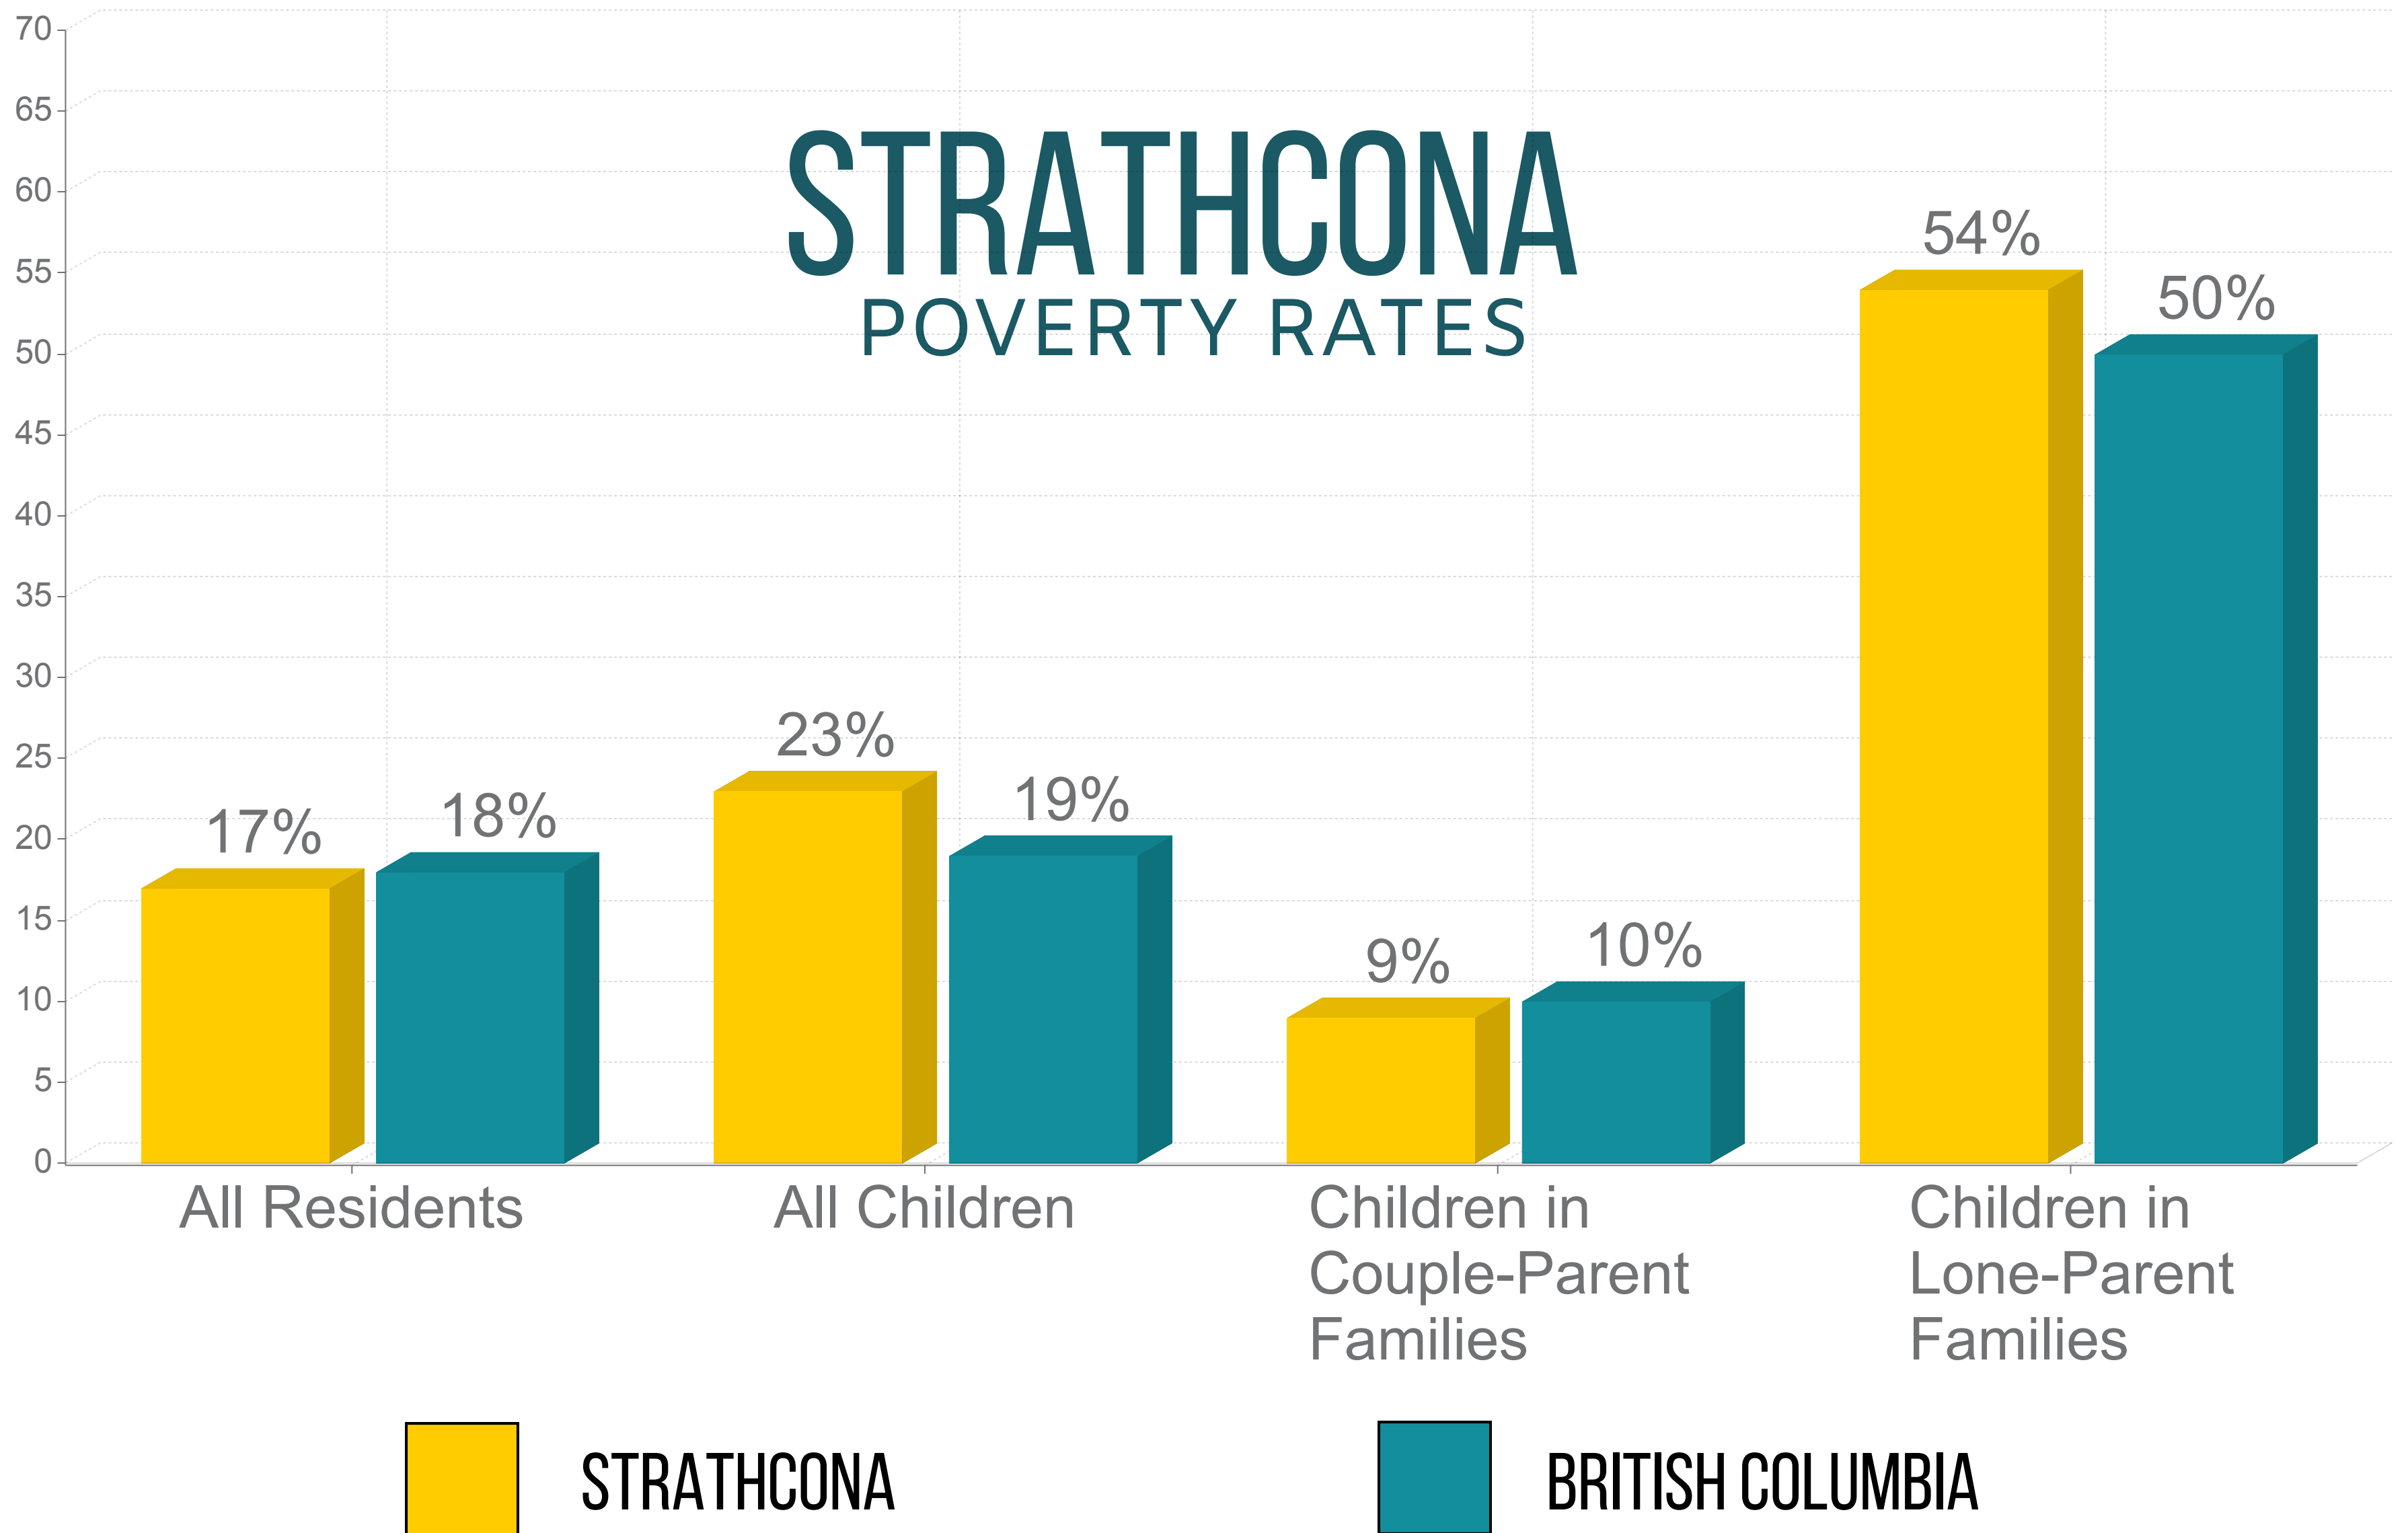 STRATHCONA
POVERTY RATES
70
65
60
55
50
45
40
35
30
25
20
15
10
5
0
17%
18%
23%
19%
9%
10%
54%
50%
All Residents
All Children
Children in
Couple-Parent
Families
Children in
Lone-Parent
Families
STRATHCONA
BRITISH COLUMBIA